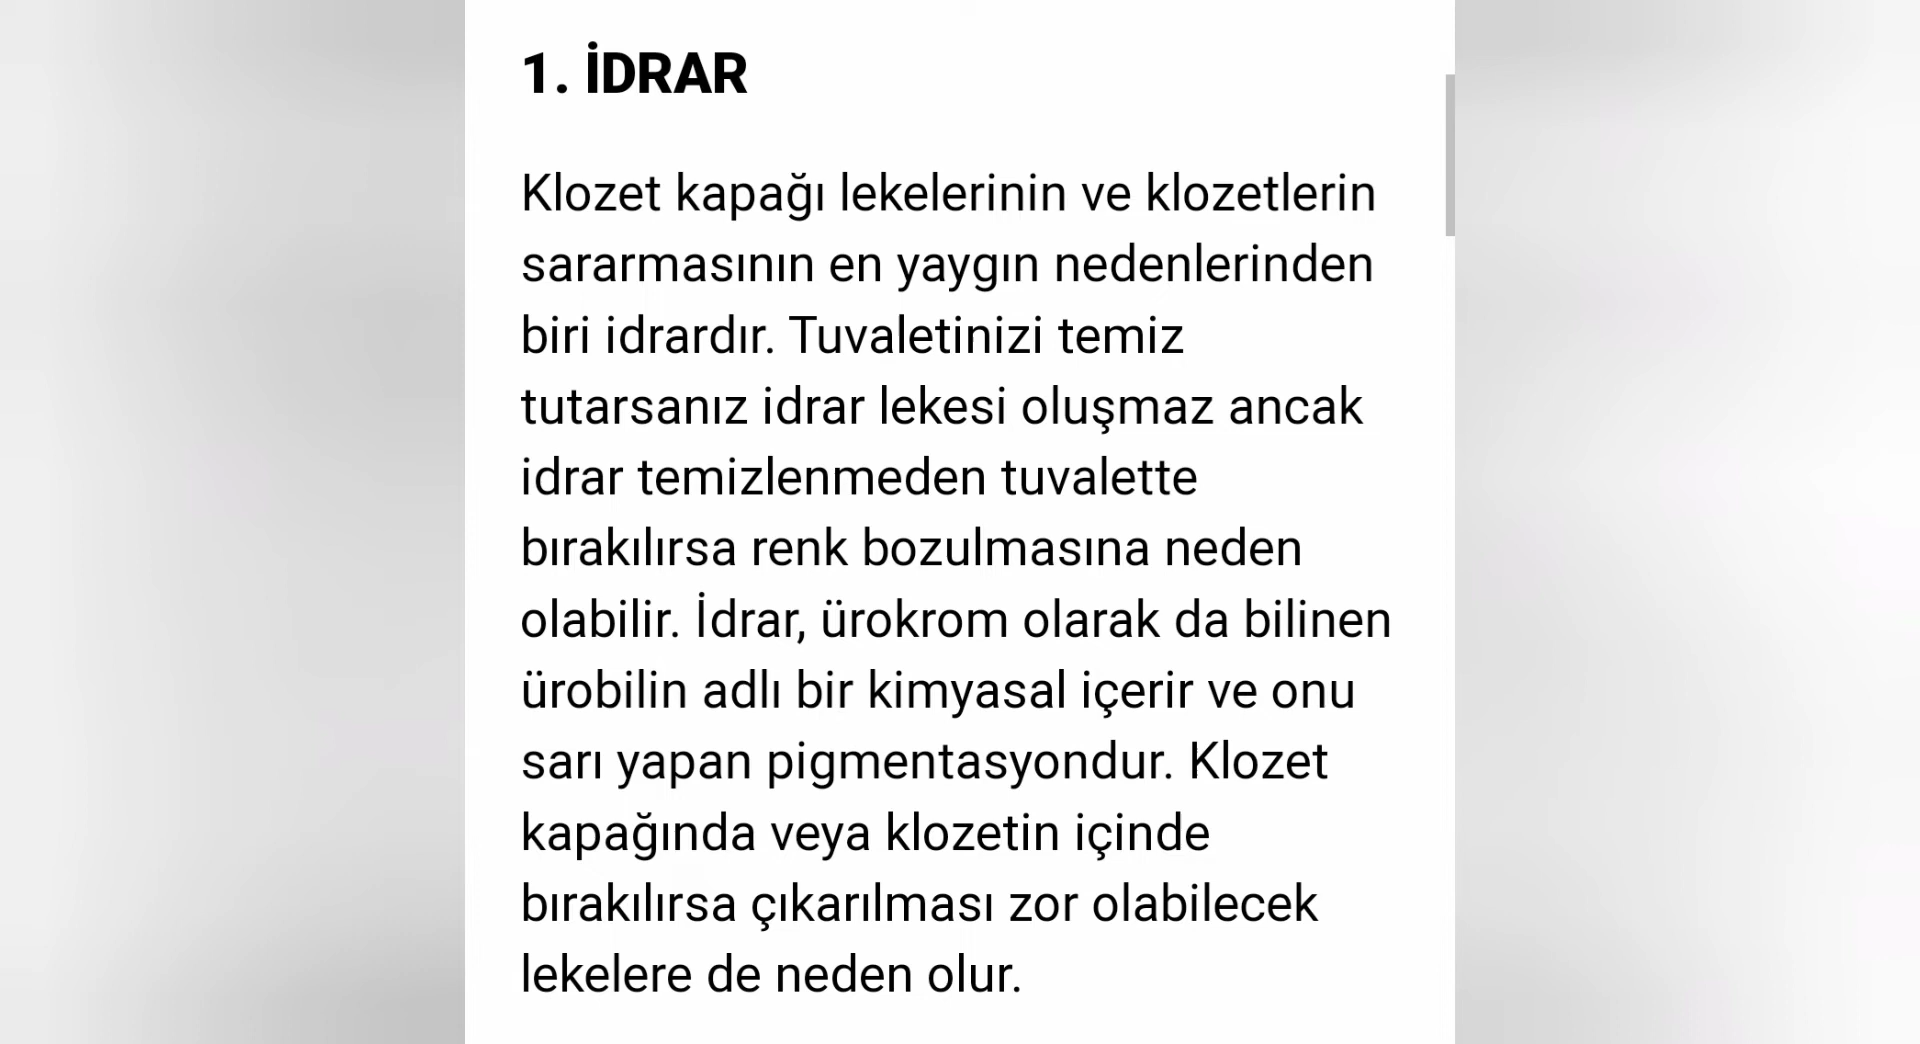 1. İDRAR
Klozet kapağı lekelerinin ve klozetlerin
sararmasının en yaygın nedenlerinden
biri idrardır. Tuvaletinizi temiz
tutarsanız idrar lekesi oluşmaz ancak
idrar temizlenmeden tuvalette
bırakılırsa renk bozulmasına neden
olabilir. İdrar, ürokrom olarak da bilinen
ürobilin adlı bir kimyasal içerir ve onu
sarı yapan pigmentasyondur. Klozet
kapağında veya klozetin içinde
bırakılırsa çıkarılması zor olabilecek
lekelere de neden olur.